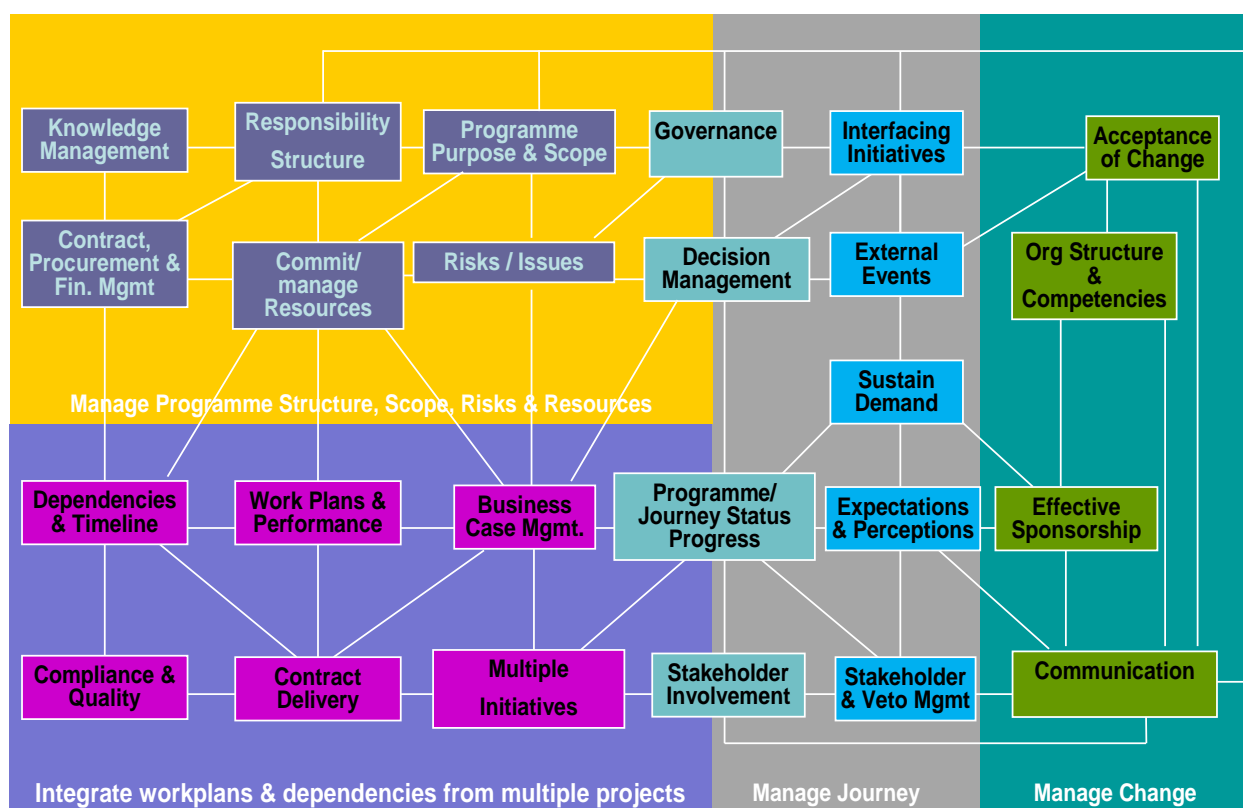 Knowledge
Management
Responsibility
Structure
Programme
Purpose & Scope
Governance
Interfacing
Initiatives
Acceptance
of Change
Contract,
Procurement &
Fin. Mgmt
Commit/
manage
Resources
Risks / Issues
Decision
Management
External
Events
Org Structure
&
Competencies
Sustain
Demand
Manage Programme Structure, Scope, Risks & Resources
Dependencies
& Timeline
Work Plans &
Performance
Business
Case Mgmt.
Programme/
Journey Status
Progress
Expectations
& Perceptions
Effective
Sponsorship
Compliance &
Quality
Contract
Delivery
Multiple
Initiatives
Stakeholder
Involvement
Stakeholder
& Veto Mgmt
Communication
Integrate workplans & dependencies from multiple projects
Manage Journey
Manage Change